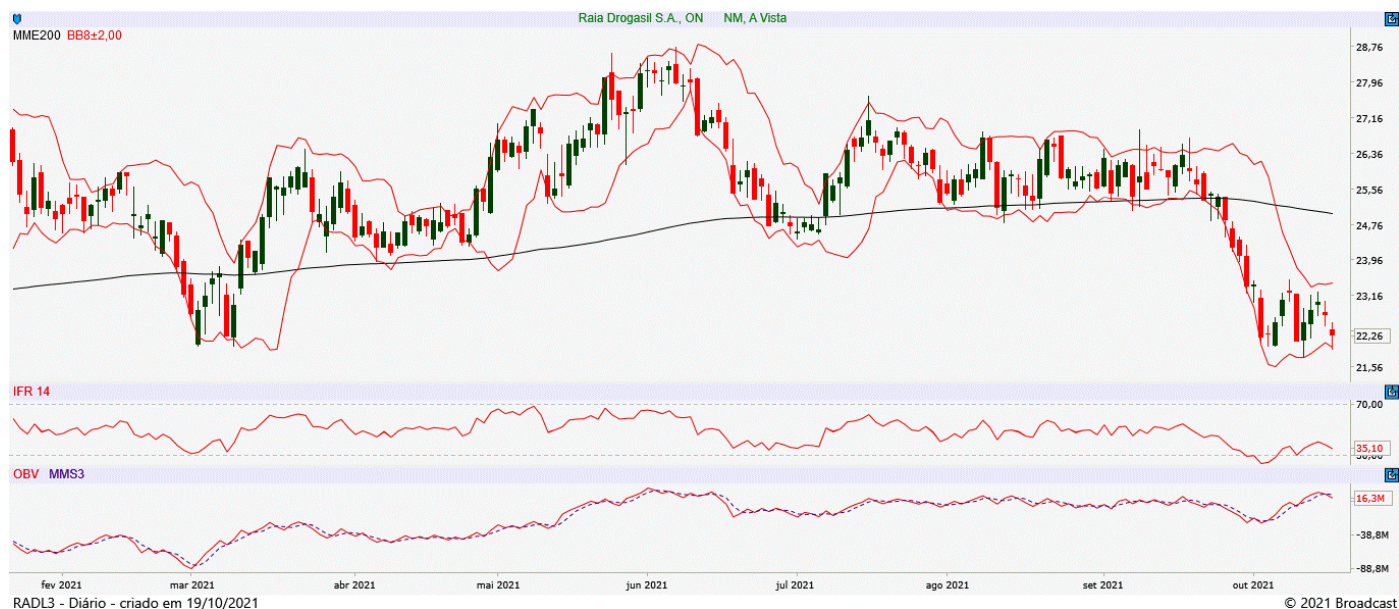 Raia Drogasil S.A., ON NM, A Vista
MME200 BB8±2,00
28,76
27,96
27,16
26,36
25,56
24,76
23,96
23,16
22,26
21,56
IFR 14
70,00
35,10
OBV MMS3
16,3M
-38,8M
-88,8M
fev 2021 mar 2021 abr 2021 mai 2021 jun 2021 jul 2021 ago 2021 set 2021 out 2021
RADL3 - Diário - criado em 19/10/2021 © 2021 Broadcast